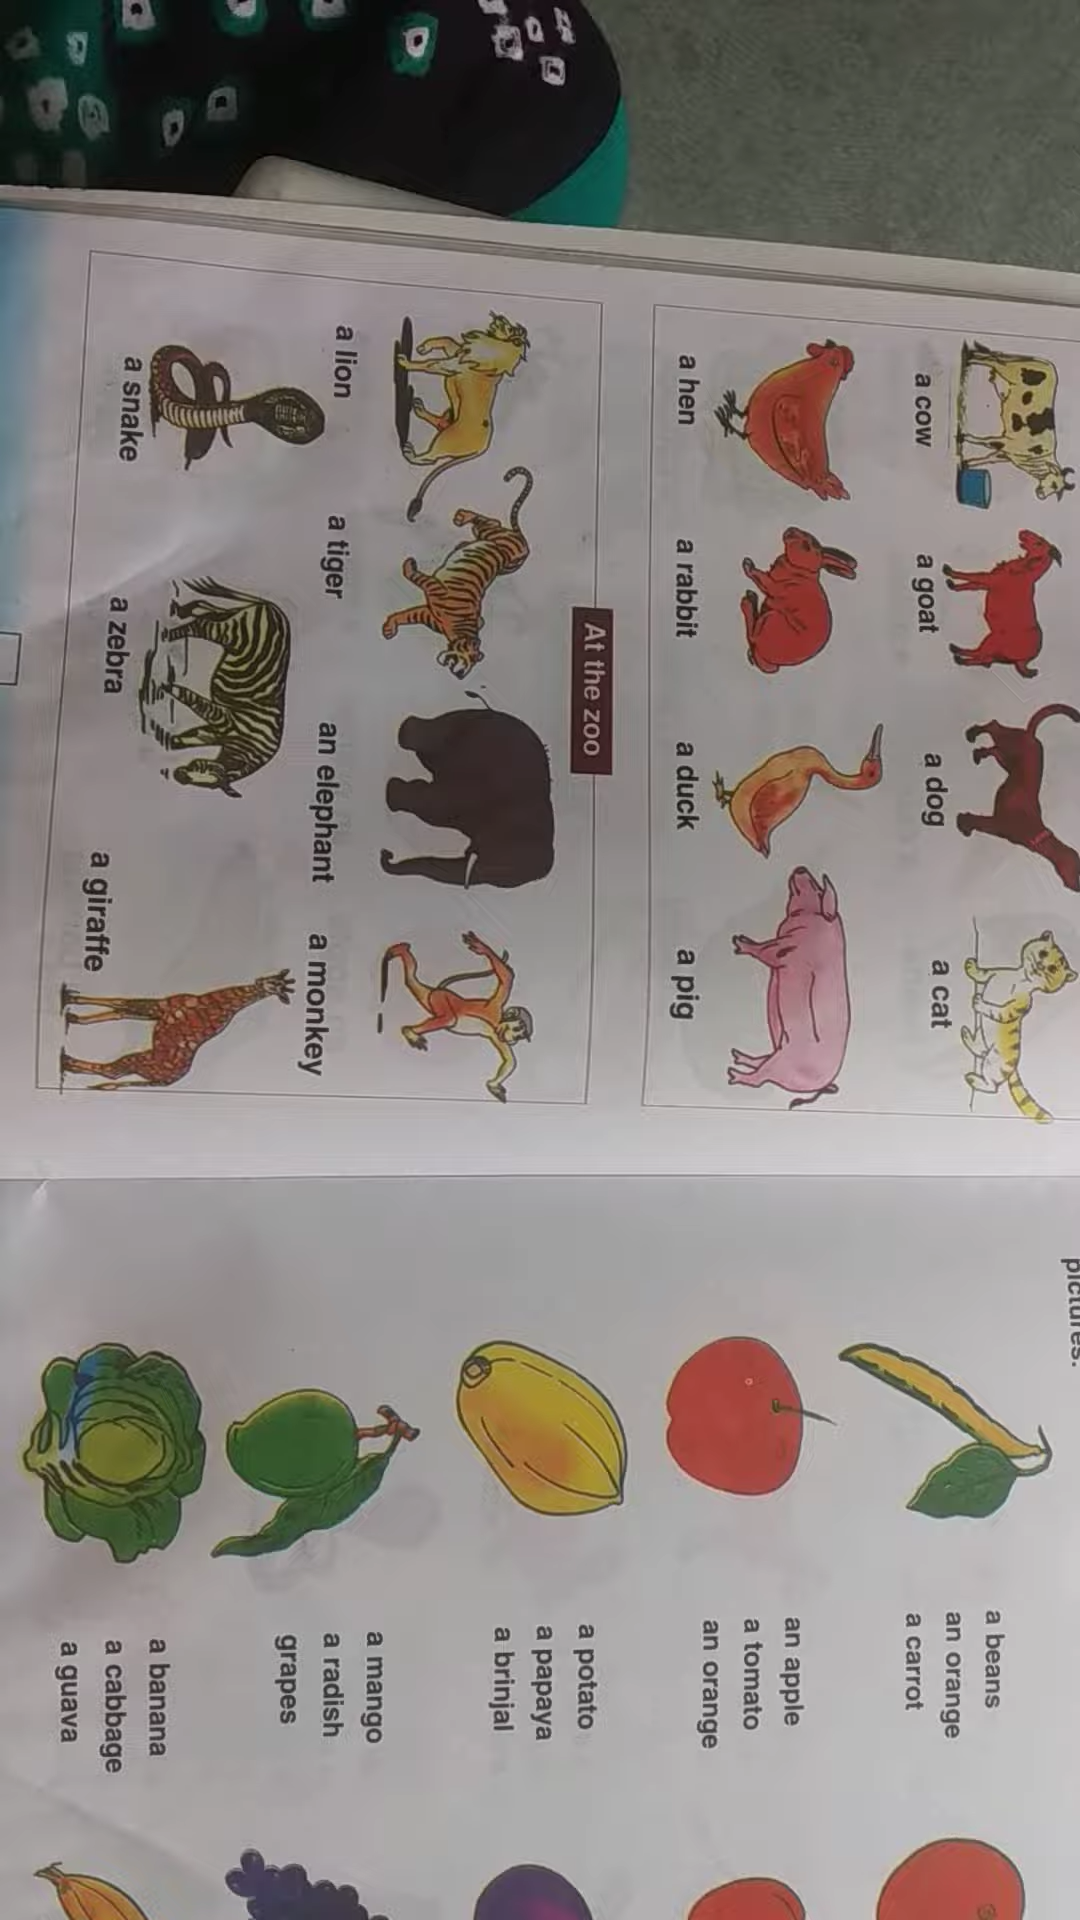 a cow a goat a dog a cat
a hen a rabbit a duck a pig
At the zoo
a lion a tiger an elephant a monkey
a snake a zebra a giraffe
pictures.
a beans
an orange
a carrot
an apple
a tomato
an orange
a potato
a papaya
a brinjal
a mango
a radish
grapes
a banana
a cabbage
a guava